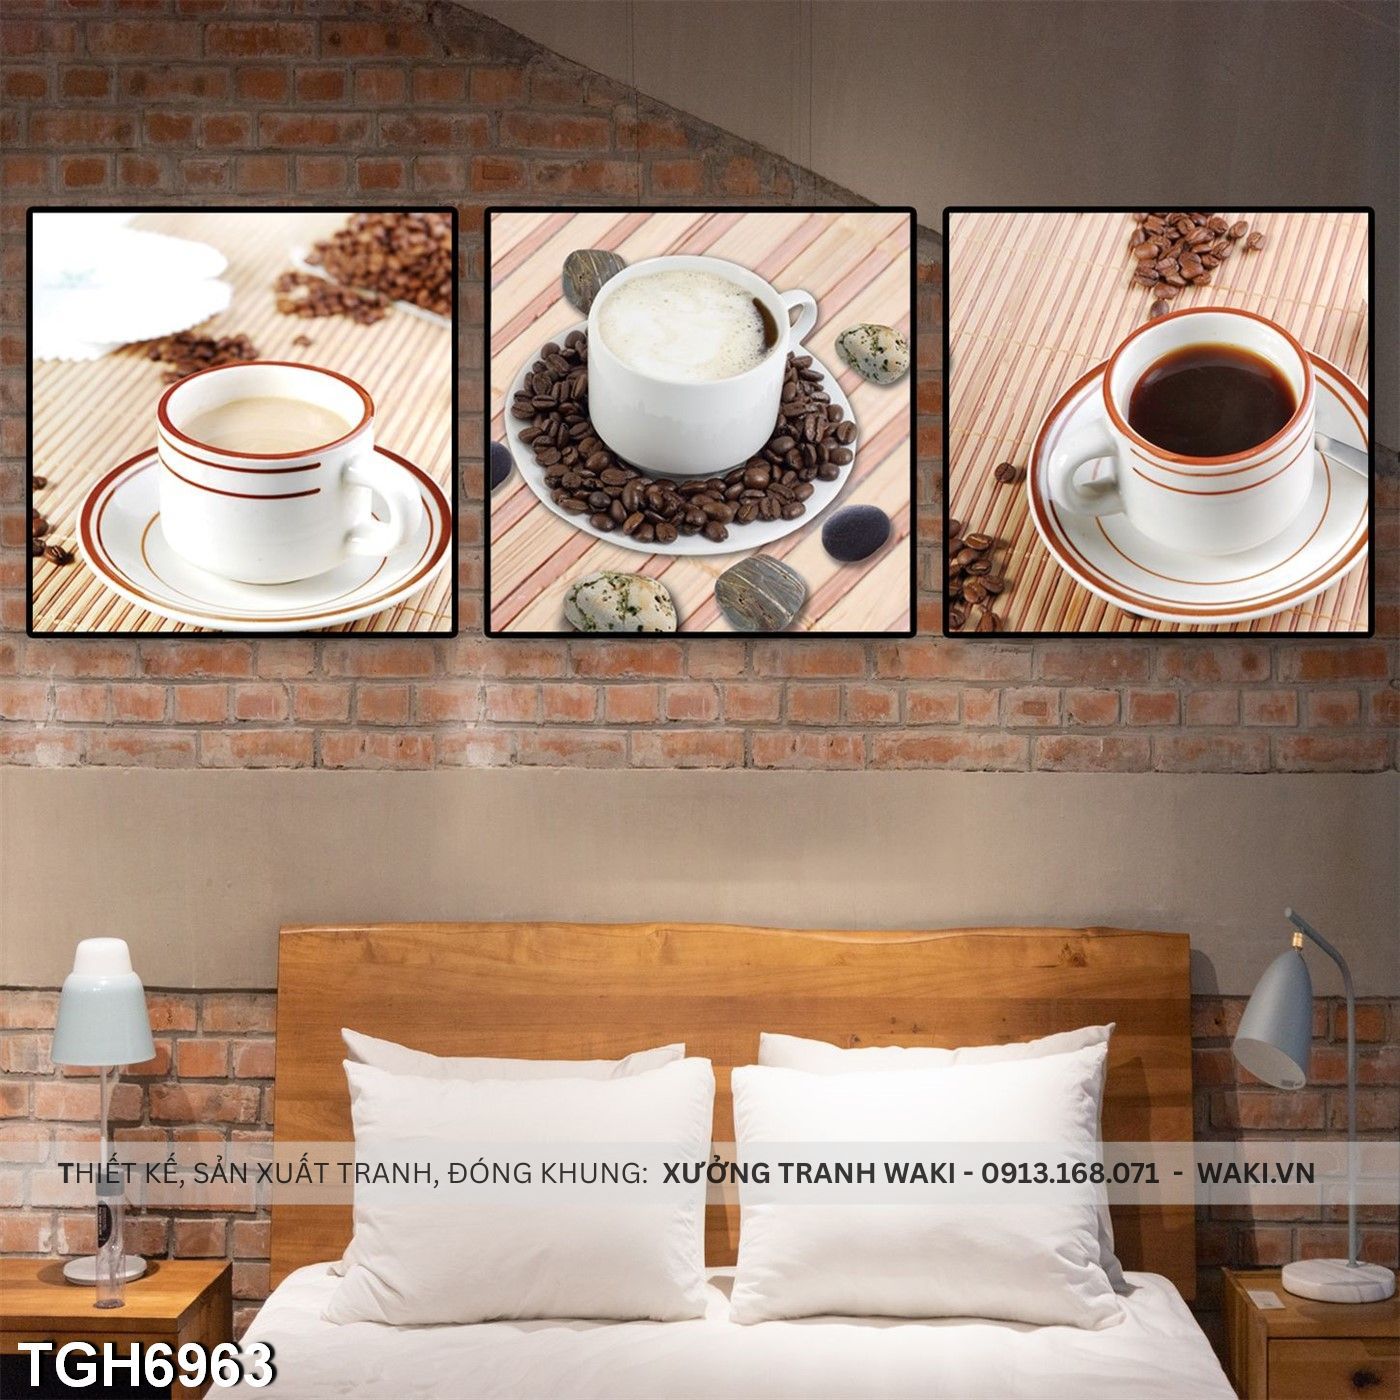 THIẾT KẾ, SẢN XUẤT TRANH, ĐÓNG KHUNG: XƯỞNG TRANH WAKI - 0913.168.071 - WAKI.VN
TGH6963